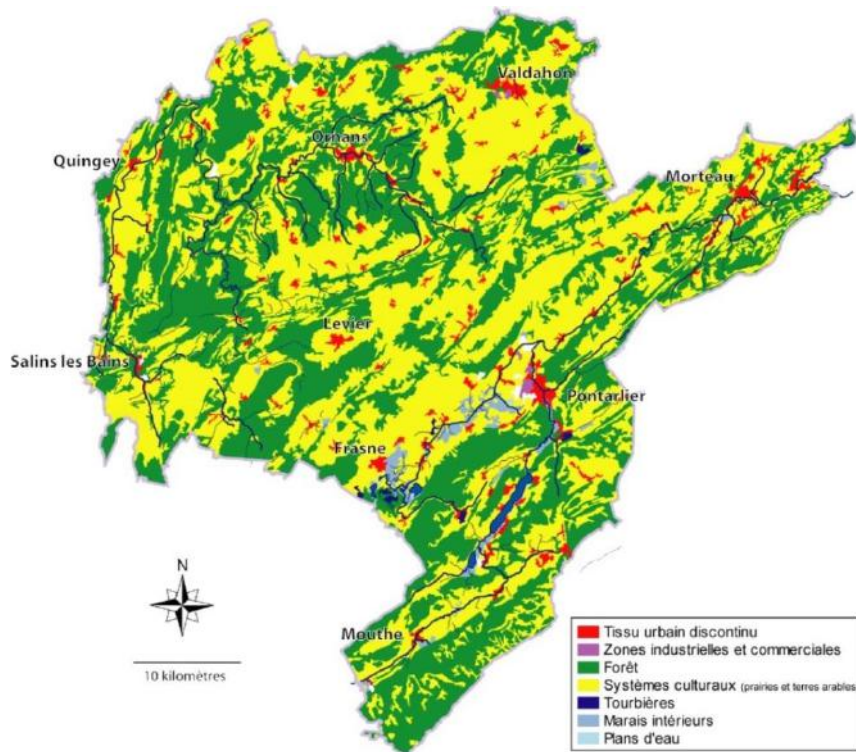 Valdahon
Ornans
Quingey
Morteau
Levier
Salins les Bains
Pontarlier
Frasne
N
Mouthe
10 kilomètres
Tissu urbain discontinu
Zones industrielles et commerciales
Forêt
Systèmes culturaux (prairies et terres arables)
Tourbières
Marais intérieurs
Plans d'eau